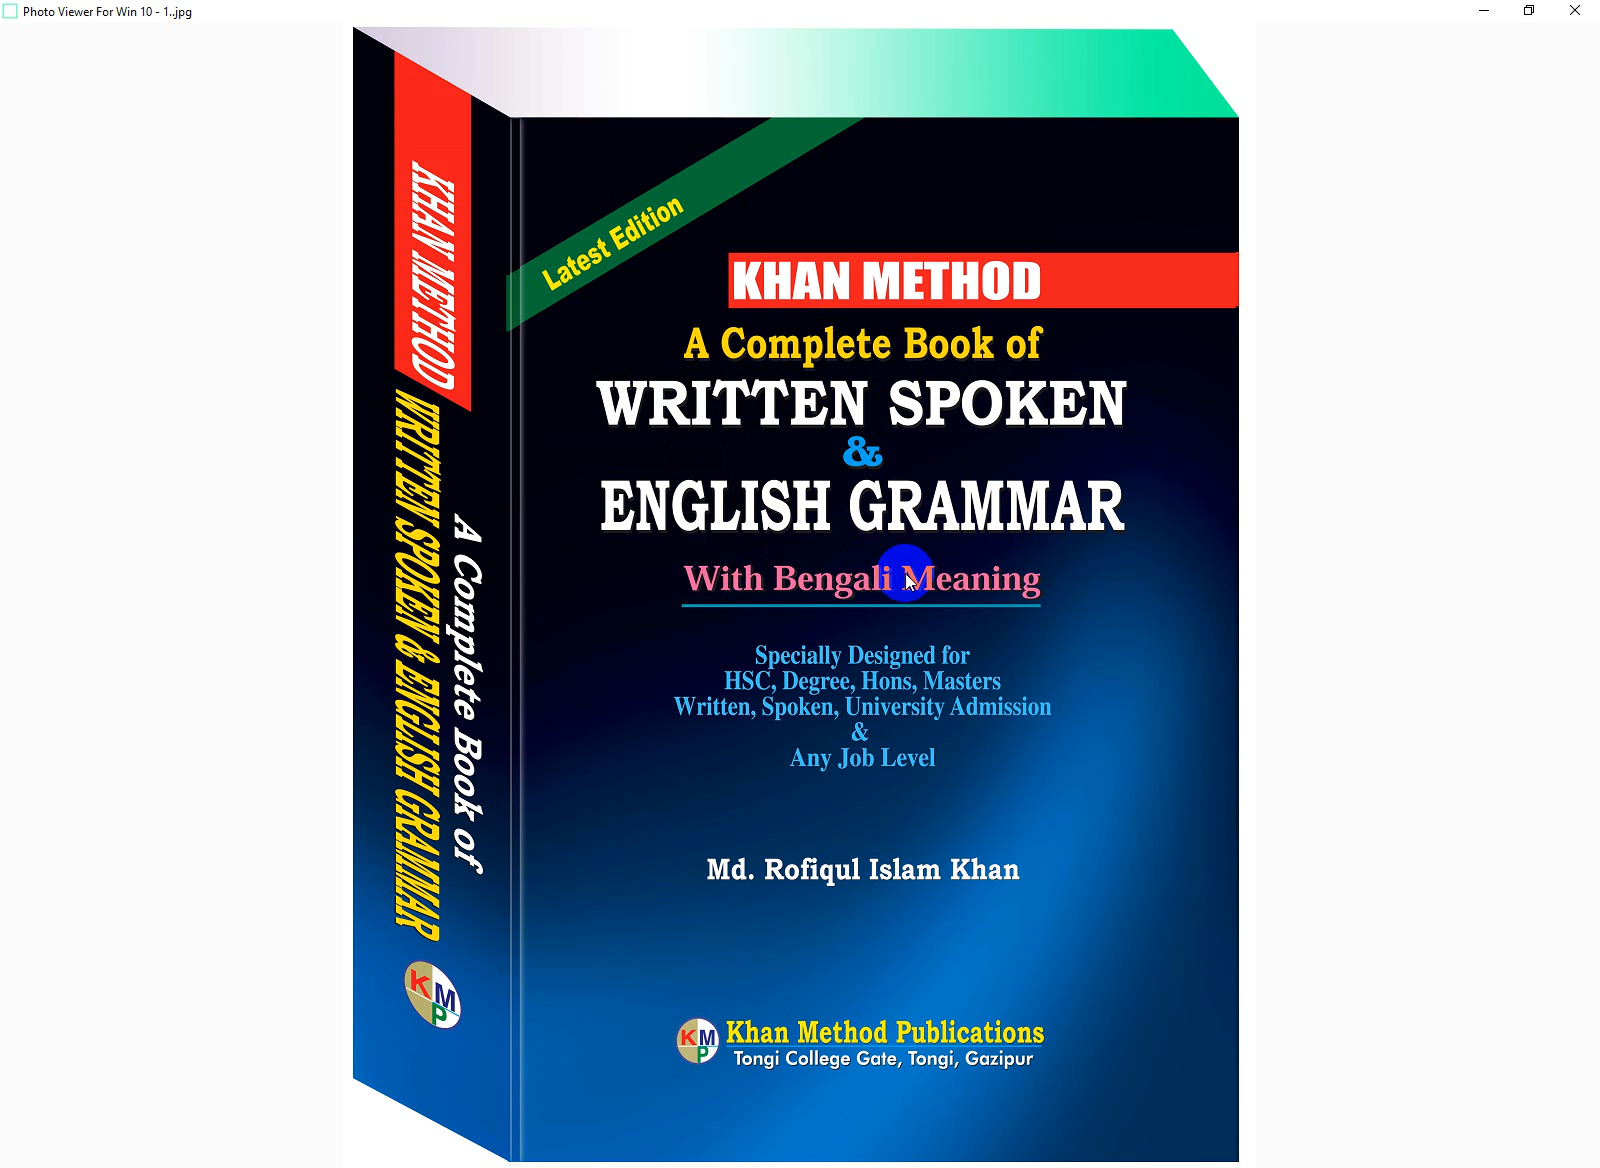 Photo Viewer For Win 10 - 1..jpg
KHAN METHOD
A Complete Book of
WRITTEN SPOKEN & ENGLISH GRAMMAR
KMP
Latest Edition
KHAN METHOD
A Complete Book of
WRITTEN SPOKEN
&
ENGLISH GRAMMAR
With Bengali Meaning
Specially Designed for
HSC, Degree, Hons, Masters
Written, Spoken, University Admission
&
Any Job Level
Md. Rofiqul Islam Khan
KMP
Khan Method Publications
Tongi College Gate, Tongi, Gazipur